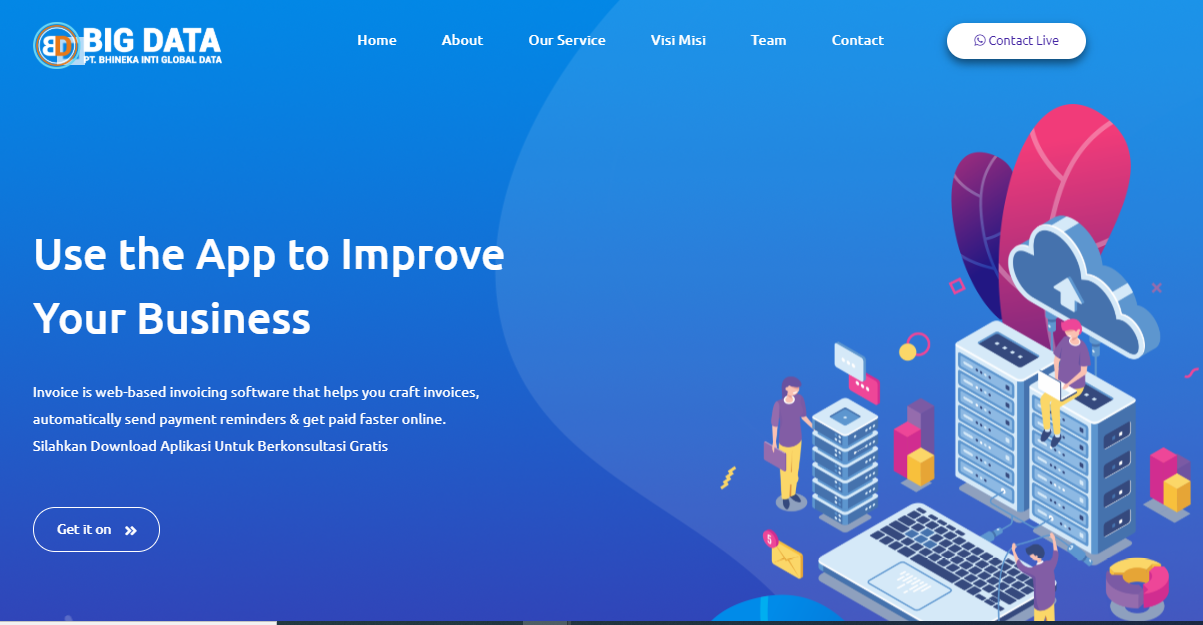 BD
BIG DATA
PT. BHINEKA INTI GLOBAL DATA
Home
About
Our Service
Visi Misi
Team
Contact
Contact Live
Use the App to Improve
Your Business
Invoice is web-based invoicing software that helps you craft invoices,
automatically send payment reminders & get paid faster online.
Silahkan Download Aplikasi Untuk Berkonsultasi Gratis
Get it on
5